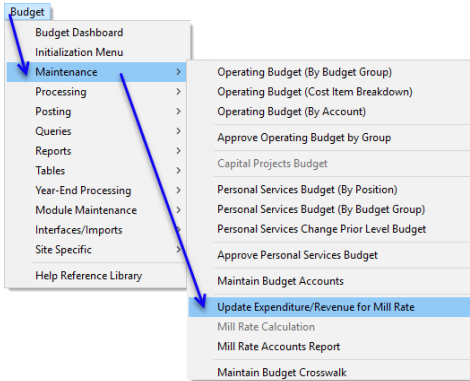 Budget
Budget Dashboard
Initialization Menu
Maintenance
Processing
Posting
Queries
Reports
Tables
Year-End Processing
Module Maintenance
Interfaces/Imports
Site Specific
Help Reference Library
Operating Budget (By Budget Group)
Operating Budget (Cost Item Breakdown)
Operating Budget (By Account)
Approve Operating Budget by Group
Capital Projects Budget
Personal Services Budget (By Position)
Personal Services Budget (By Budget Group)
Personal Services Change Prior Level Budget
Approve Personal Services Budget
Maintain Budget Accounts
Update Expenditure/Revenue for Mill Rate
Mill Rate Calculation
Mill Rate Accounts Report
Maintain Budget Crosswalk